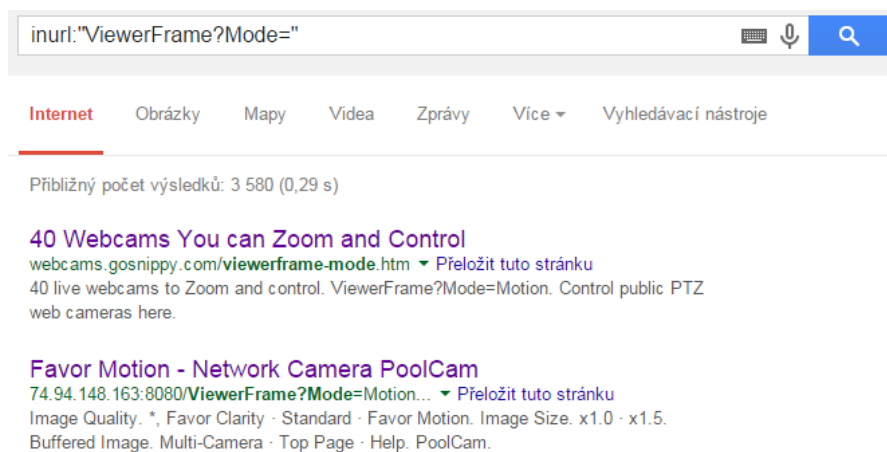 inurl:"ViewerFrame?Mode="
Internet Obrázky Mapy Videa Zprávy Více Vyhledávací nástroje
Přibližný počet výsledků: 3 580 (0,29 s)
40 Webcams You can Zoom and Control
webcams.gosnippy.com/viewerframe-mode.htm Přeložit tuto stránku
40 live webcams to Zoom and control. ViewerFrame?Mode=Motion. Control public PTZ
web cameras here.
Favor Motion - Network Camera PoolCam
74.94.148.163:8080/ViewerFrame?Mode=Motion... Přeložit tuto stránku
Image Quality. *, Favor Clarity · Standard · Favor Motion. Image Size. x1.0 · x1.5.
Buffered Image. Multi-Camera · Top Page · Help. PoolCam.